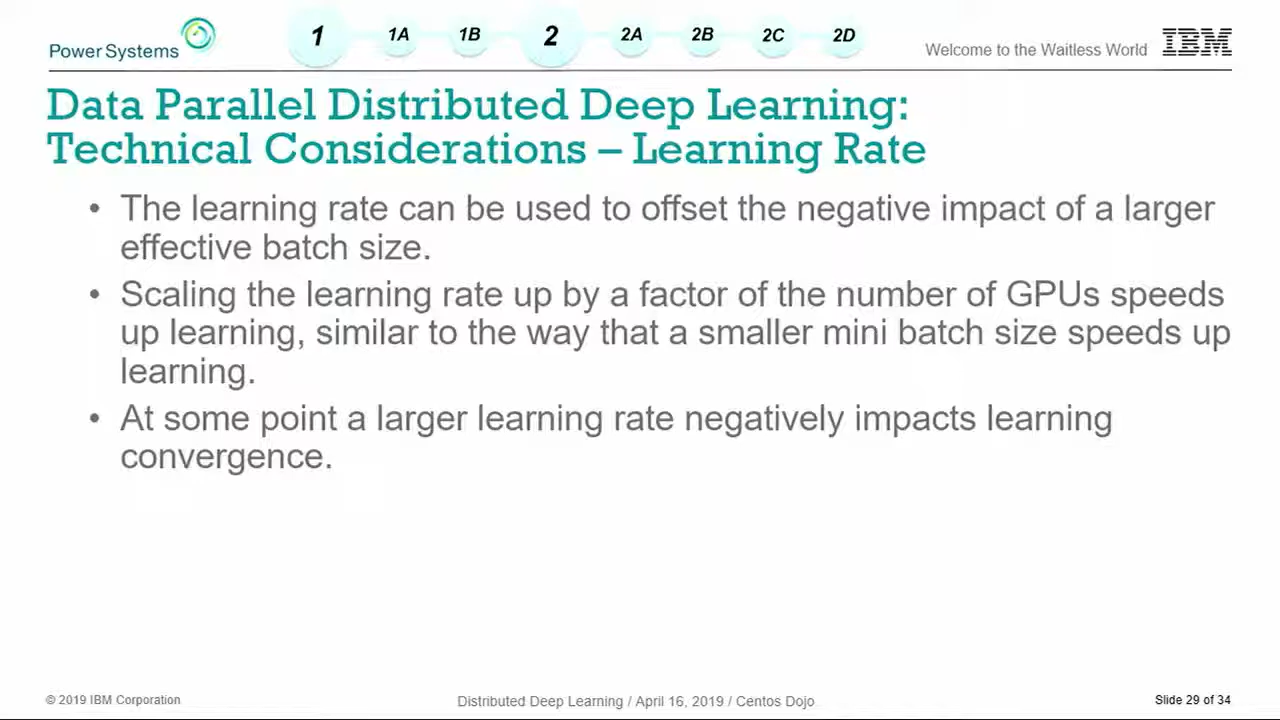 Power Systems
1 1A 1B 2 2A 2B 2C 2D
Welcome to the Waitless World IBM
Data Parallel Distributed Deep Learning:
Technical Considerations – Learning Rate
• The learning rate can be used to offset the negative impact of a larger
effective batch size.
• Scaling the learning rate up by a factor of the number of GPUs speeds
up learning, similar to the way that a smaller mini batch size speeds up
learning.
• At some point a larger learning rate negatively impacts learning
convergence.
© 2019 IBM Corporation
Distributed Deep Learning / April 16, 2019 / Centos Dojo
Slide 29 of 34